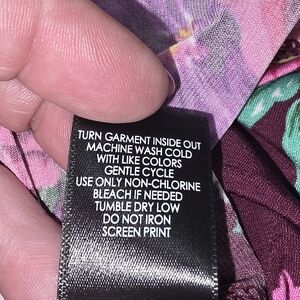 TURN GARMENT INSIDE OUT
MACHINE WASH COLD
WITH LIKE COLORS
GENTLE CYCLE
USE ONLY NON-CHLORINE
BLEACH IF NEEDED
TUMBLE DRY LOW
DO NOT IRON
SCREEN PRINT